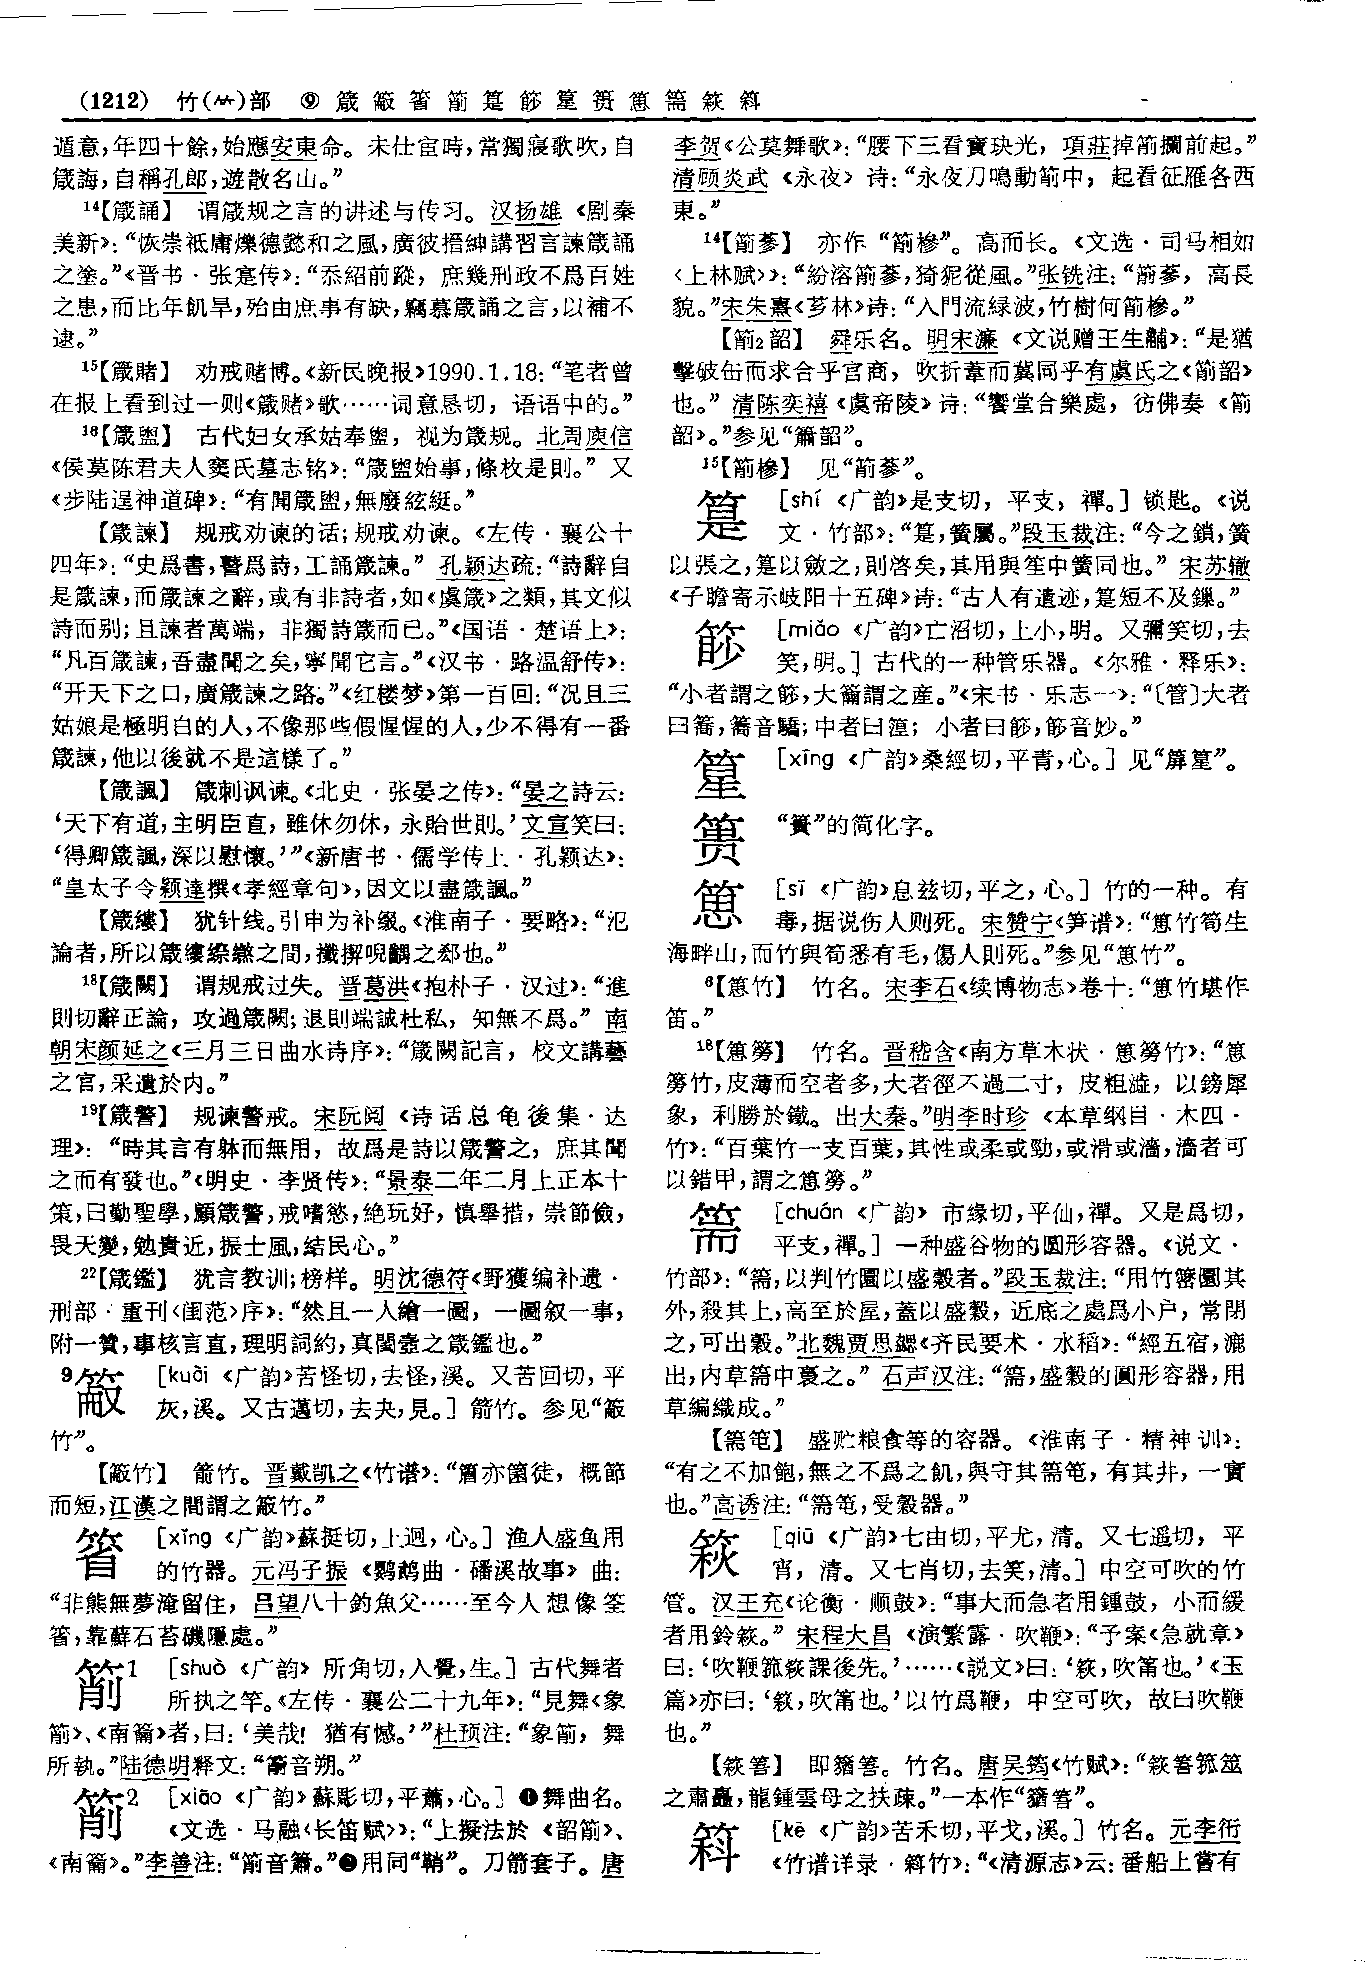 (1212) 竹(⺮)部 ⑨ 箴 簌 箵 箾 箟 篎 篂 篑 篃 篅 篍 䈖
遁意，年四十餘，始應安東命。未仕宦時，常獨寢歌吹，自
箴誨，自稱孔郎，遊散名山。”
¹⁴【箴誦】 谓箴规之言的讲述与传习。汉扬雄《剧秦
美新》：“恢崇祗庸爍德懿和之風，廣彼搢紳講習言諫箴誦
之塗。”《晋书·张寔传》：“忝紹前蹤，庶幾刑政不爲百姓
之患，而比年飢旱，殆由庶事有缺，竊慕箴誦之言，以補不
逮。”
¹⁵【箴賭】 劝戒赌博。《新民晚报》1990.1.18：“笔者曾
在报上看到过一则《箴赌》歌……词意恳切，语语中的。”
¹⁶【箴盥】 古代妇女承姑奉盥，视为箴规。北周庾信
《侯莫陈君夫人窦氏墓志铭》：“箴盥始事，條枚是則。”又
《步陆逞神道碑》：“有聞箴盥，無廢紘綖。”
【箴諫】 规戒劝谏的话；规戒劝谏。《左传·襄公十
四年》：“史爲書，瞽爲詩，工誦箴諫。”孔颖达疏：“詩辭自
是箴諫，而箴諫之辭，或有非詩者，如《虞箴》之類，其文似
詩而别；且諫者萬端，非獨詩箴而已。”《国语·楚语上》：
“凡百箴諫，吾盡聞之矣，寧聞它言。”《汉书·路温舒传》：
“开天下之口，廣箴諫之路。”《红楼梦》第一百回：“况且三
姑娘是極明白的人，不像那些假惺惺的人，少不得有一番
箴諫，他以後就不是這樣了。”
【箴諷】 箴刺讽谏。《北史·张晏之传》：“晏之詩云：
‘天下有道，主明臣直，雖休勿休，永貽世則。’文宣笑曰：
‘得卿箴諷，深以慰懷。’”《新唐书·儒学传上·孔颖达》：
“皇太子令颖達撰《孝經章句》，因文以盡箴諷。”
【箴縷】 犹针线。引申为补缀。《淮南子·要略》：“氾
論者，所以箴縷縩繺之間，攕揳唲齵之郄也。”
¹⁸【箴闕】 谓规戒过失。晋葛洪《抱朴子·汉过》：“進
則切辭正論，攻過箴闕；退則端誠杜私，知無不爲。”南
朝宋颜延之《三月三日曲水诗序》：“箴闕記言，校文講藝
之官，采遺於内。”
¹⁹【箴警】 规谏警戒。宋阮阅《诗话总龟後集·达
理》：“時其言有躰而無用，故爲是詩以箴警之，庶其聞
之而有發也。”《明史·李贤传》：“景泰二年二月上正本十
策，曰勤聖學，顧箴警，戒嗜慾，絶玩好，慎舉措，崇節儉，
畏天變，勉貴近，振士風，結民心。”
²²【箴鑑】 犹言教训；榜样。明沈德符《野獲编补遗·
刑部·重刊〈闺范〉序》：“然且一人繪一圖，一圖叙一事，
附一贊，事核言直，理明詞約，真閨壼之箴鑑也。”
9 [kuài 《广韵》苦怪切，去怪，溪。又苦回切，平
灰，溪。又古邁切，去夬，見。] 箭竹。参见“䈛
竹”。
【䈛竹】 箭竹。晋戴凯之《竹谱》：“䈛亦箘徒，概節
而短，江漢之間謂之䈛竹。”
箵 [xǐng 《广韵》蘇挺切，上迥，心。] 渔人盛鱼用
的竹器。元冯子振《鹦鹉曲·磻溪故事》曲：
“非熊無夢淹留住，吕望八十釣魚父……至今人想像笭
箵，靠蘚石苔磯隱處。”
箾1 [shuò 《广韵》所角切，入覺，生。] 古代舞者
所执之竿。《左传·襄公二十九年》：“見舞《象
箾》、《南籥》者，曰：‘美哉！猶有憾。’”杜预注：“象箾，舞
所執。”陆德明释文：“箾音朔。”
箾2 [xiāo 《广韵》蘇彫切，平蕭，心。] ❶舞曲名。
《文选·马融〈长笛赋〉》：“上擬法於《韶箾》、
《南籥》。”李善注：“箾音簫。”❷用同“鞘”。刀箭套子。唐
李贺《公莫舞歌》：“腰下三看寶玦光，項莊掉箾攔前起。”
清顾炎武《永夜》诗：“永夜刀鳴動箾中，起看征雁各西
東。”
¹⁴【箾蔘】 亦作“箾槮”。高而长。《文选·司马相如
〈上林赋〉》：“紛溶箾蔘，猗狔從風。”张铣注：“箾蔘，高長
貌。”宋朱熹《芗林》诗：“入門流緑波，竹樹何箾槮。”
【箾₂韶】 舜乐名。明宋濂《文说赠王生黼》：“是猶
擊破缶而求合乎宫商，吹折葦而冀同乎有虞氏之《箾韶》
也。”清陈奕禧《虞帝陵》诗：“饗堂合樂處，彷佛奏《箾
韶》。”参见“簫韶”。
¹⁵【箾槮】 见“箾蔘”。
[shí 《广韵》是支切，平支，禪。] 锁匙。《说
文·竹部》：“䈕，簧屬。”段玉裁注：“今之鎖，簧
以張之，䈕以斂之，則啓矣，其用與笙中簧同也。”宋苏辙
《子瞻寄示岐阳十五碑》诗：“古人有遺迹，䈕短不及鏁。”
篎 [miǎo 《广韵》亡沼切，上小，明。又彌笑切，去
笑，明。] 古代的一种管乐器。《尔雅·释乐》：
“小者謂之篎，大籥謂之產。”《宋书·乐志一》：“〔管〕大者
曰簥，簥音驕；中者曰篞；小者曰篎，篎音妙。”
篂 [xīng 《广韵》桑經切，平青，心。] 见“篰篂”。
篑 “簣”的简化字。
[sī 《广韵》息兹切，平之，心。] 竹的一种。有
毒，据说伤人则死。宋赞宁《笋谱》：“䈢竹筍生
海畔山，而竹與筍悉有毛，傷人則死。”参见“䈢竹”。
⁶【䈢竹】 竹名。宋李石《续博物志》卷十：“䈢竹堪作
笛。”
¹⁸【䈢簩】 竹名。晋嵇含《南方草木状·䈢簩竹》：“䈢
簩竹，皮薄而空者多，大者徑不過二寸，皮粗澁，以鎊犀
象，利勝於鐵。出大秦。”明李时珍《本草纲目·木四·
竹》：“百葉竹一支百葉，其性或柔或勁，或滑或濇，濇者可
以錯甲，謂之䈢簩。”
篅 [chuán 《广韵》市緣切，平仙，禪。又是爲切，
平支，禪。] 一种盛谷物的圆形容器。《说文·
竹部》：“篅，以判竹圜以盛穀者。”段玉裁注：“用竹篾圜其
外，殺其上，高至於屋，蓋以盛穀，近底之處爲小户，常閉
之，可出穀。”北魏贾思勰《齐民要术·水稻》：“經五宿，漉
出，内草篅中裛之。”石声汉注：“篅，盛穀的圓形容器，用
草編織成。”
【篅笔】 盛贮粮食等的容器。《淮南子·精神训》：
“有之不加飽，無之不爲之飢，與守其篅笔，有其井，一實
也。”高诱注：“篅笔，受穀器。”
篍 [qiū 《广韵》七由切，平尤，清。又七遥切，平
宵，清。又七肖切，去笑，清。] 中空可吹的竹
管。汉王充《论衡·顺鼓》：“事大而急者用鍾鼓，小而緩
者用鈴篍。”宋程大昌《演繁露·吹鞭》：“予案《急就章》
曰：‘吹鞭箛篍課後先。’……《説文》曰：‘篍，吹筩也。’《玉
篇》亦曰：‘篍，吹筩也。’以竹爲鞭，中空可吹，故曰吹鞭
也。”
【篍箁】 即簵箁。竹名。唐吴筠《竹赋》：“篍箁箛簭
之肅矗，龍鍾雲母之扶疎。”一本作“簵箁”。
[kē 《广韵》苦禾切，平戈，溪。] 竹名。元李衎
《竹谱详录·䈖竹》：“《清源志》云：番船上嘗有